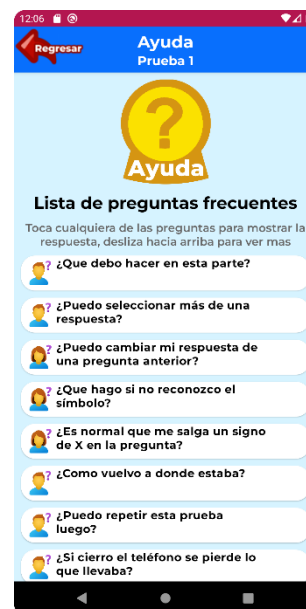 12:06
Regresar
Ayuda
Prueba 1
?
Ayuda
Lista de preguntas frecuentes
Toca cualquiera de las preguntas para mostrar la
respuesta, desliza hacia arriba para ver mas
¿Que debo hacer en esta parte?
¿Puedo seleccionar más de una
respuesta?
¿Puedo cambiar mi respuesta de
una pregunta anterior?
¿Que hago si no reconozco el
símbolo?
¿Es normal que me salga un signo
de X en la pregunta?
¿Como vuelvo a donde estaba?
¿Puedo repetir esta prueba
luego?
¿Si cierro el teléfono se pierde lo
que llevaba?